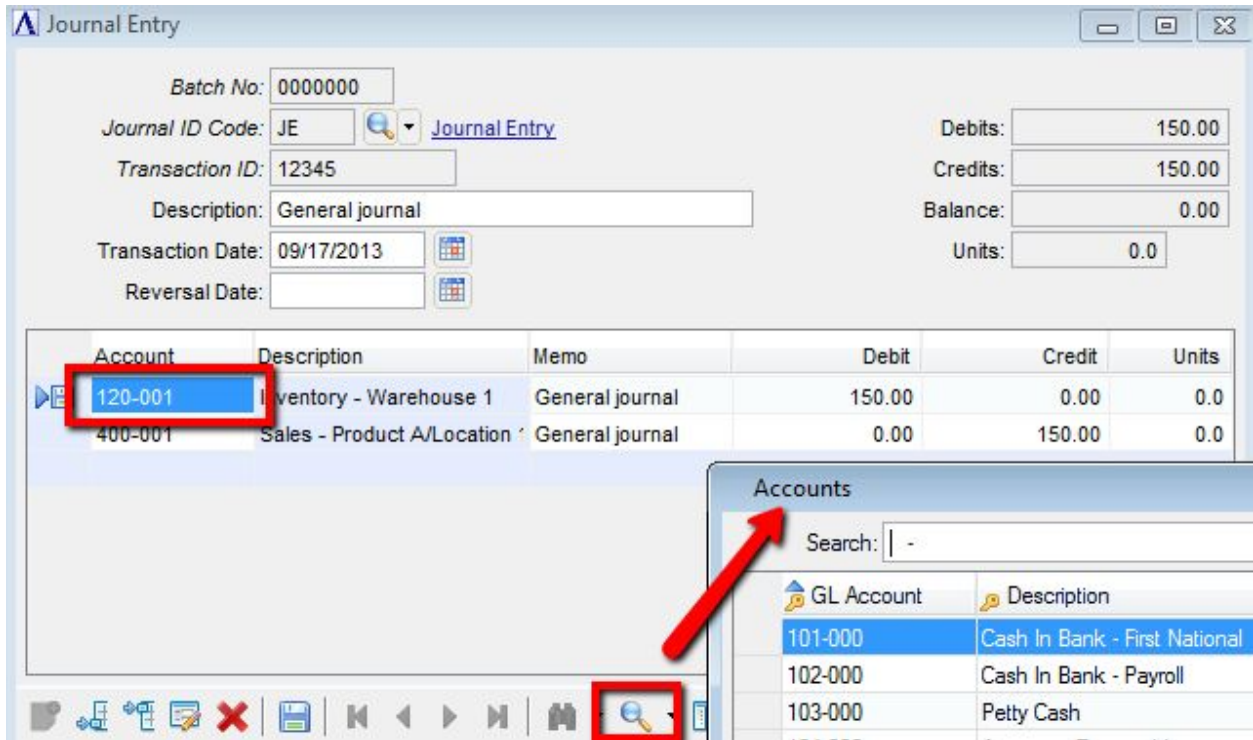 Journal Entry
Batch No: 0000000
Journal ID Code: JE Journal Entry
Debits: 150.00
Transaction ID: 12345
Credits: 150.00
Description: General journal
Balance: 0.00
Transaction Date: 09/17/2013
Units: 0.0
Reversal Date:
Account Description Memo Debit Credit Units
120-001 Inventory - Warehouse 1 General journal 150.00 0.00 0.0
400-001 Sales - Product A/Location General journal 0.00 150.00 0.0
Accounts
Search: -
GL Account Description
101-000 Cash In Bank - First National
102-000 Cash In Bank - Payroll
103-000 Petty Cash